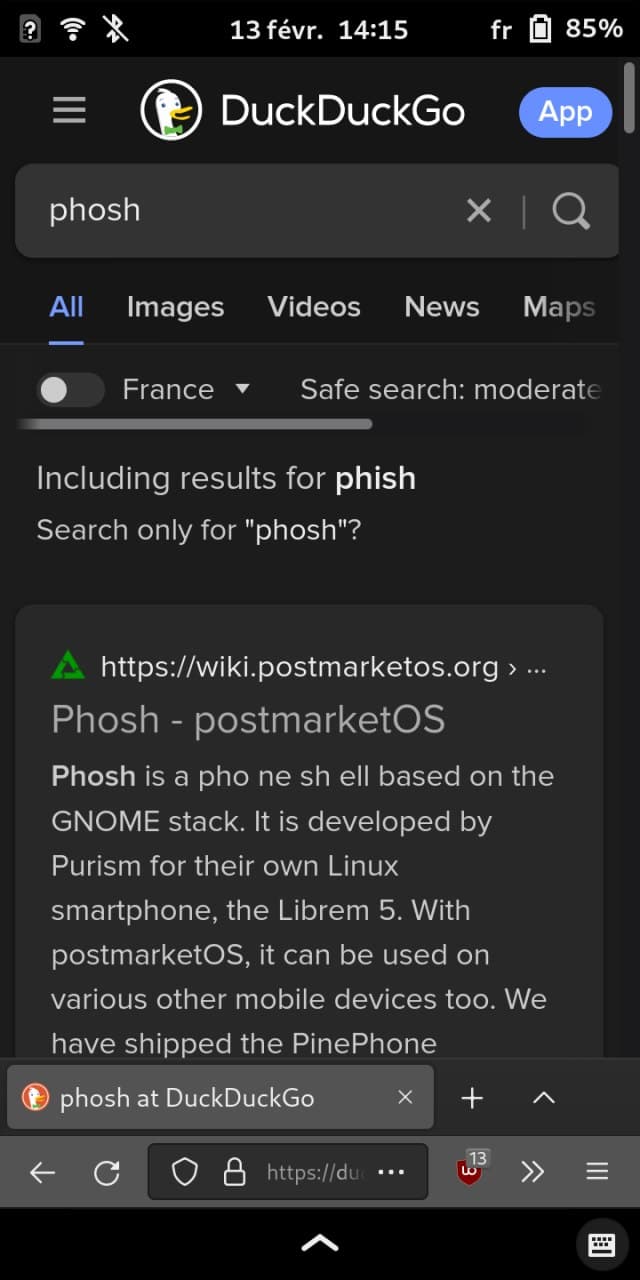 13 févr. 14:15 fr 85%
DuckDuckGo App
phosh
All Images Videos News Maps
France Safe search: moderate
Including results for phish
Search only for "phosh"?
https://wiki.postmarketos.org › ...
Phosh - postmarketOS
Phosh is a pho ne sh ell based on the
GNOME stack. It is developed by
Purism for their own Linux
smartphone, the Librem 5. With
postmarketOS, it can be used on
various other mobile devices too. We
have shipped the PinePhone
phosh at DuckDuckGo
https://du ... 13